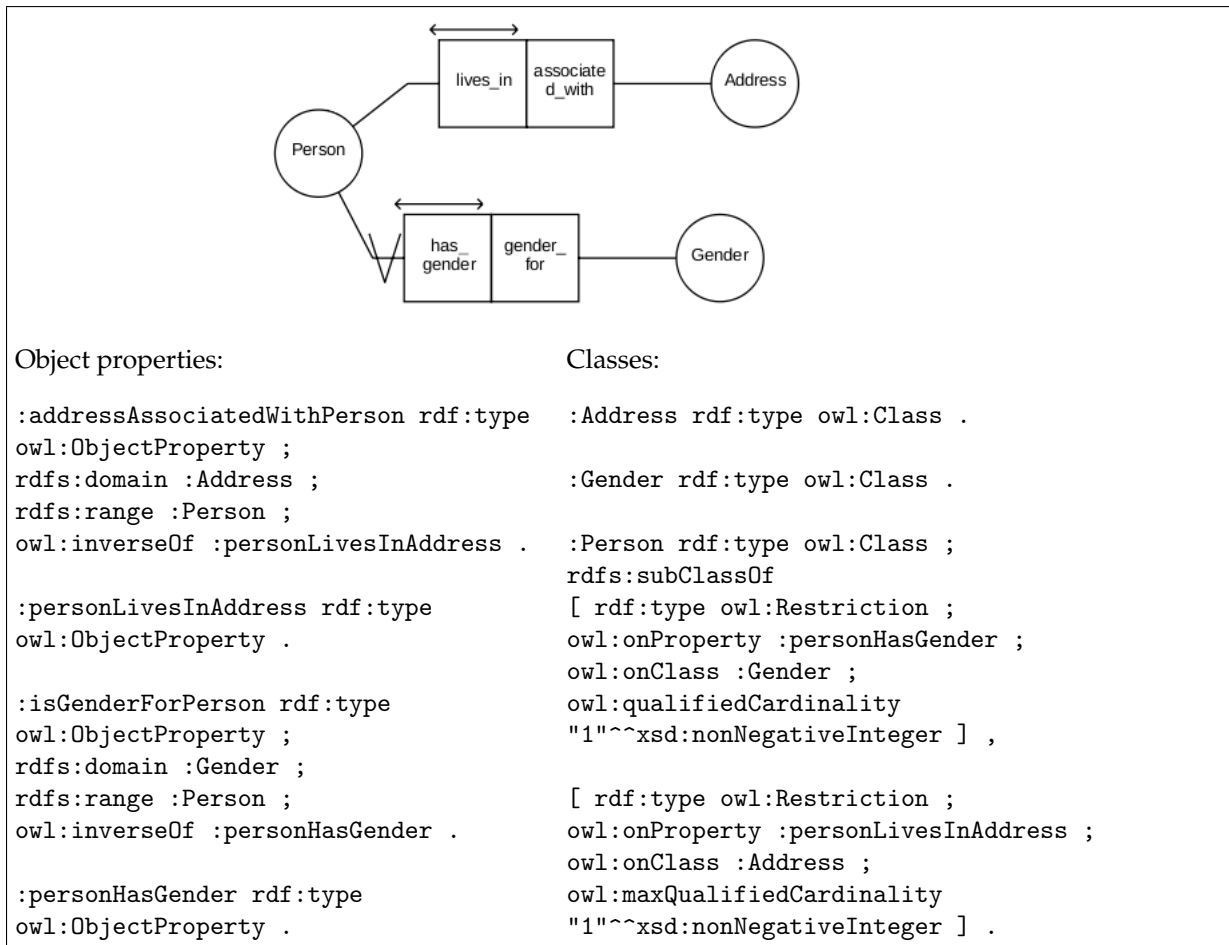 lives_in
associate
d_with
Address
Person
has_
gender
gender_
for
Gender
Object properties:
:addressAssociatedWithPerson rdf:type
owl:ObjectProperty ;
rdfs:domain :Address ;
rdfs:range :Person ;
owl:inverseOf :personLivesInAddress .
:personLivesInAddress rdf:type
owl:ObjectProperty .
:isGenderForPerson rdf:type
owl:ObjectProperty ;
rdfs:domain :Gender ;
rdfs:range :Person ;
owl:inverseOf :personHasGender .
:personHasGender rdf:type
owl:ObjectProperty .
Classes:
:Address rdf:type owl:Class .
:Gender rdf:type owl:Class .
:Person rdf:type owl:Class ;
rdfs:subClassOf
[ rdf:type owl:Restriction ;
owl:onProperty :personHasGender ;
owl:onClass :Gender ;
owl:qualifiedCardinality
"1"^^xsd:nonNegativeInteger ] ,
[ rdf:type owl:Restriction ;
owl:onProperty :personLivesInAddress ;
owl:onClass :Address ;
owl:maxQualifiedCardinality
"1"^^xsd:nonNegativeInteger ] .